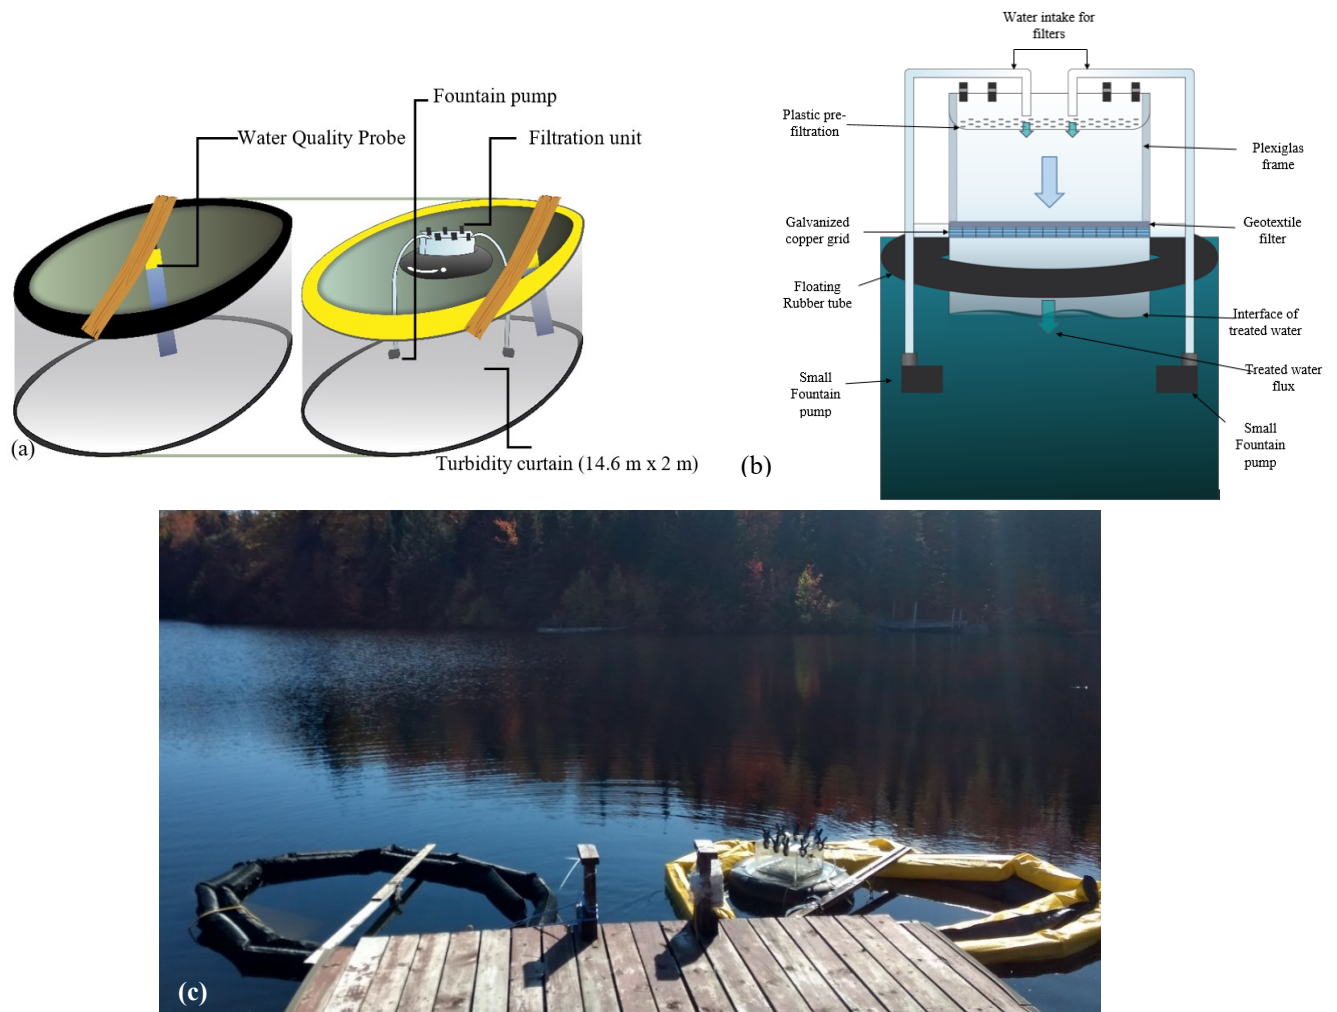 Fountain pump
Water Quality Probe
Filtration unit
(a)
Turbidity curtain (14.6 m x 2 m)
Water intake for
filters
Plastic pre-
filtration
Plexiglas
frame
Galvanized
copper grid
Geotextile
filter
Floating
Rubber tube
Interface of
treated water
Small
Fountain
pump
Treated water
flux
Small
Fountain
pump
(b)
(c)